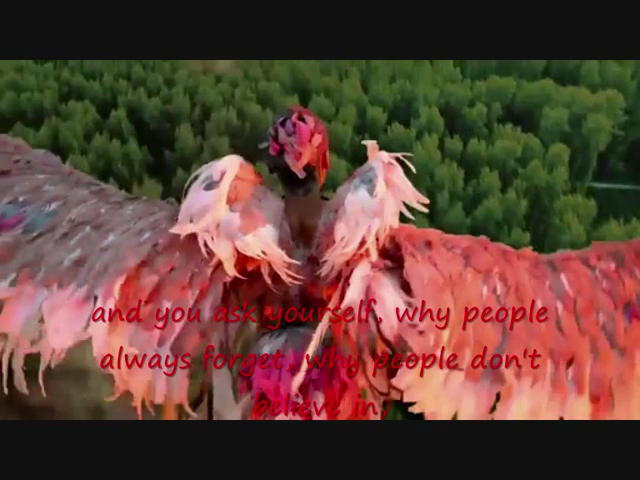 and you ask yourself, why people
always forget, why people don't
believe in,